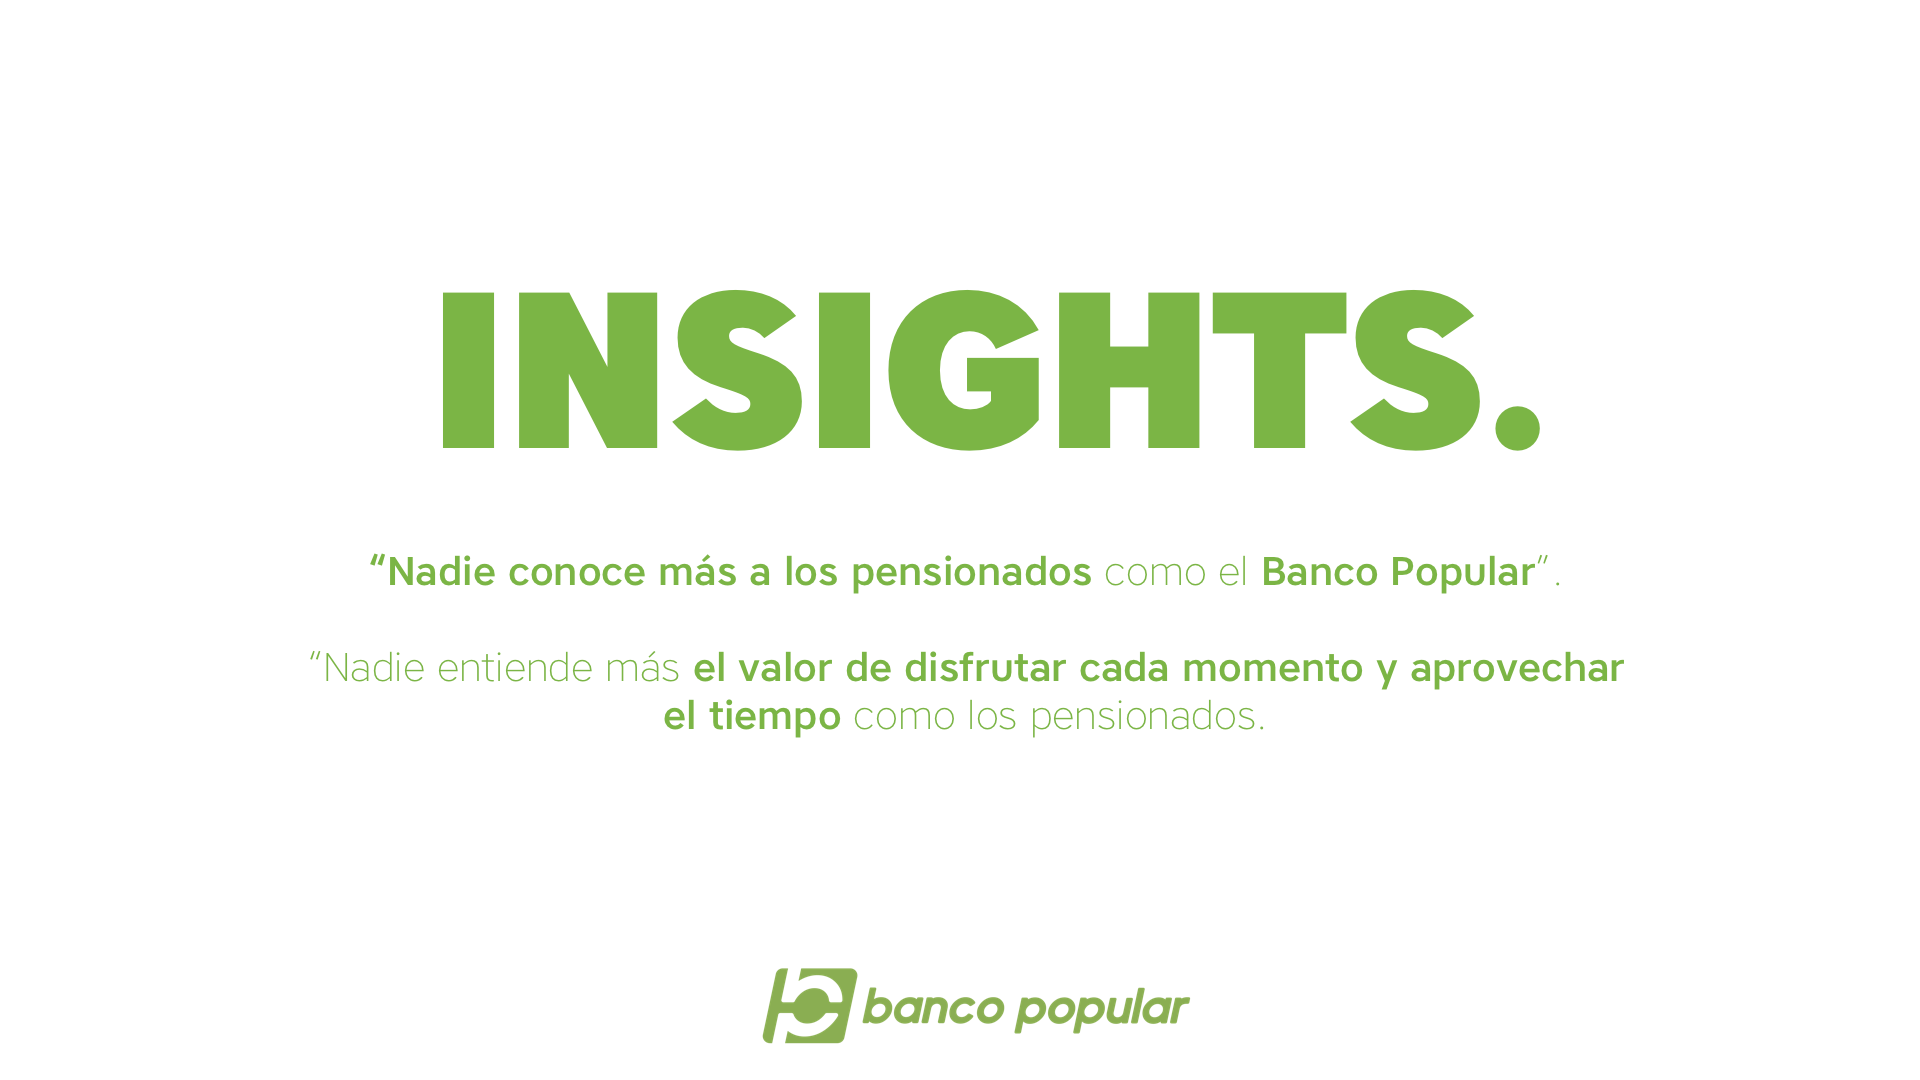 INSIGHTS.
“Nadie conoce más a los pensionados como el Banco Popular”.
“Nadie entiende más el valor de disfrutar cada momento y aprovechar
el tiempo como los pensionados.
banco popular